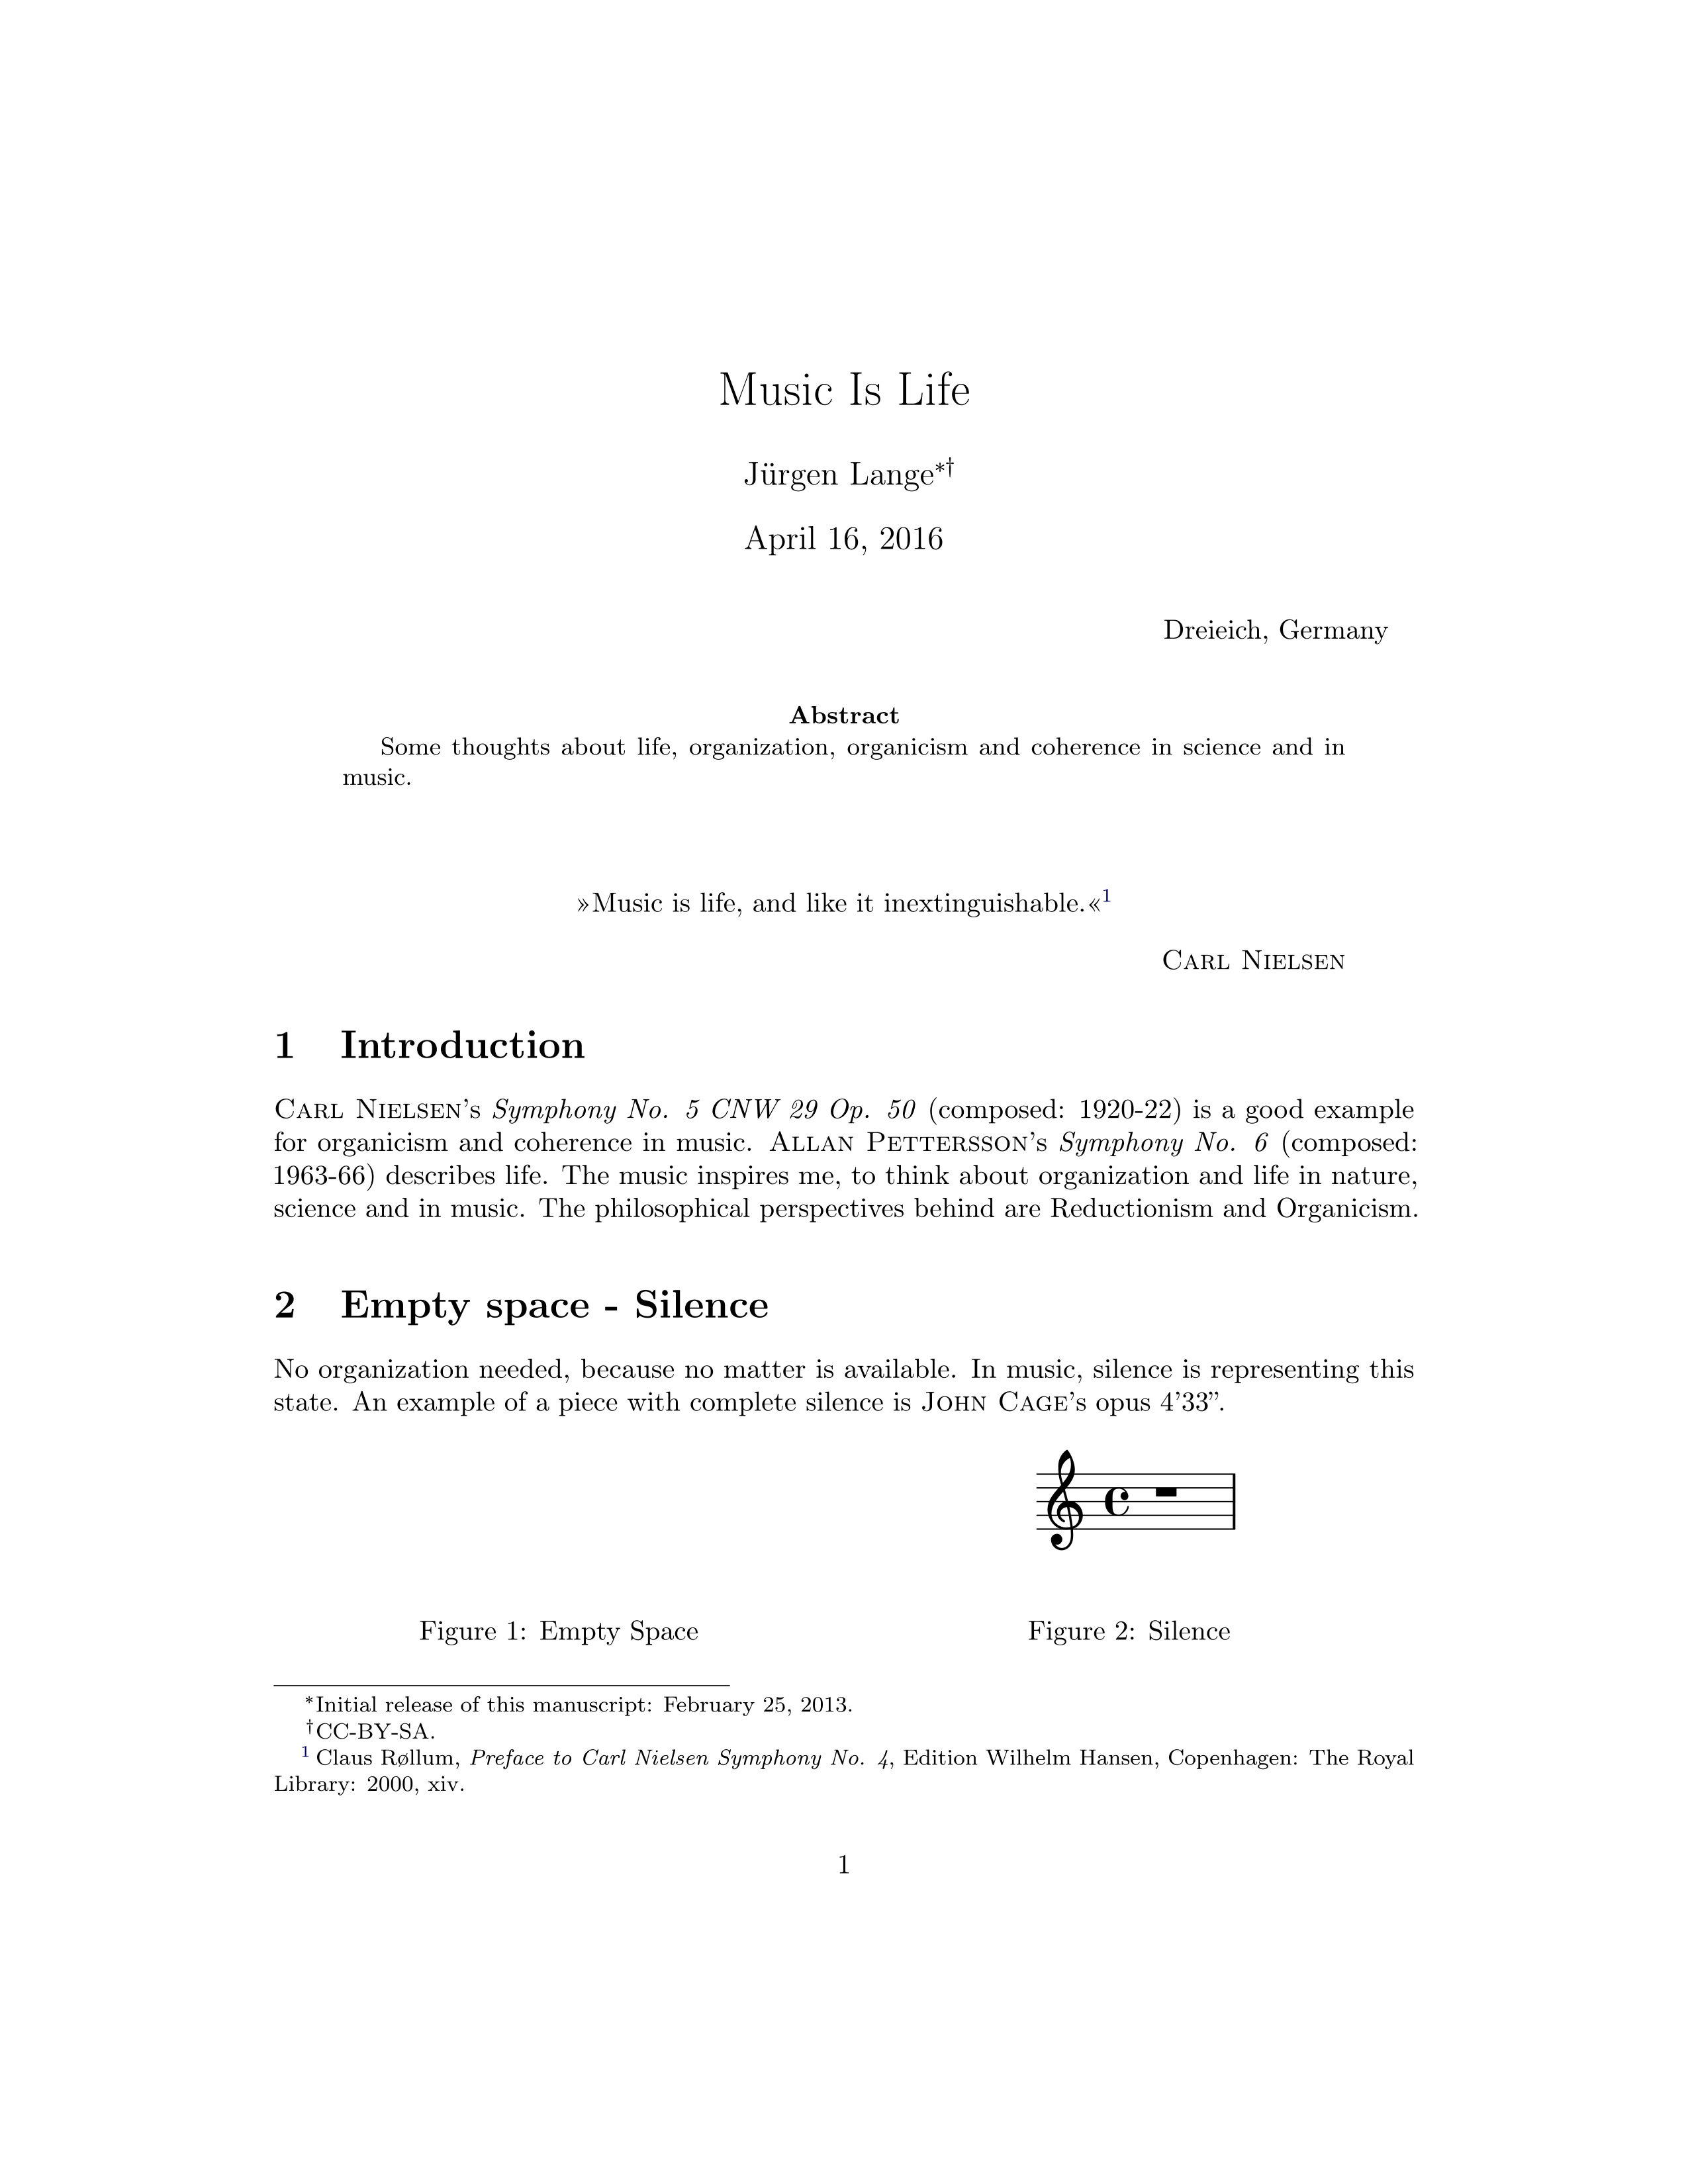 Music Is Life
Jürgen Lange*†
April 16, 2016
Dreieich, Germany
Abstract
Some thoughts about life, organization, organicism and coherence in science and in
music.
»Music is life, and like it inextinguishable.«1
Carl Nielsen
1 Introduction
Carl Nielsen's Symphony No. 5 CNW 29 Op. 50 (composed: 1920-22) is a good example
for organicism and coherence in music. Allan Pettersson's Symphony No. 6 (composed:
1963-66) describes life. The music inspires me, to think about organization and life in nature,
science and in music. The philosophical perspectives behind are Reductionism and Organicism.
2 Empty space - Silence
No organization needed, because no matter is available. In music, silence is representing this
state. An example of a piece with complete silence is John Cage's opus 4'33”.
Figure 1: Empty Space
Figure 2: Silence
*Initial release of this manuscript: February 25, 2013.
†CC-BY-SA.
1 Claus Røllum, Preface to Carl Nielsen Symphony No. 4, Edition Wilhelm Hansen, Copenhagen: The Royal
Library: 2000, xiv.
1